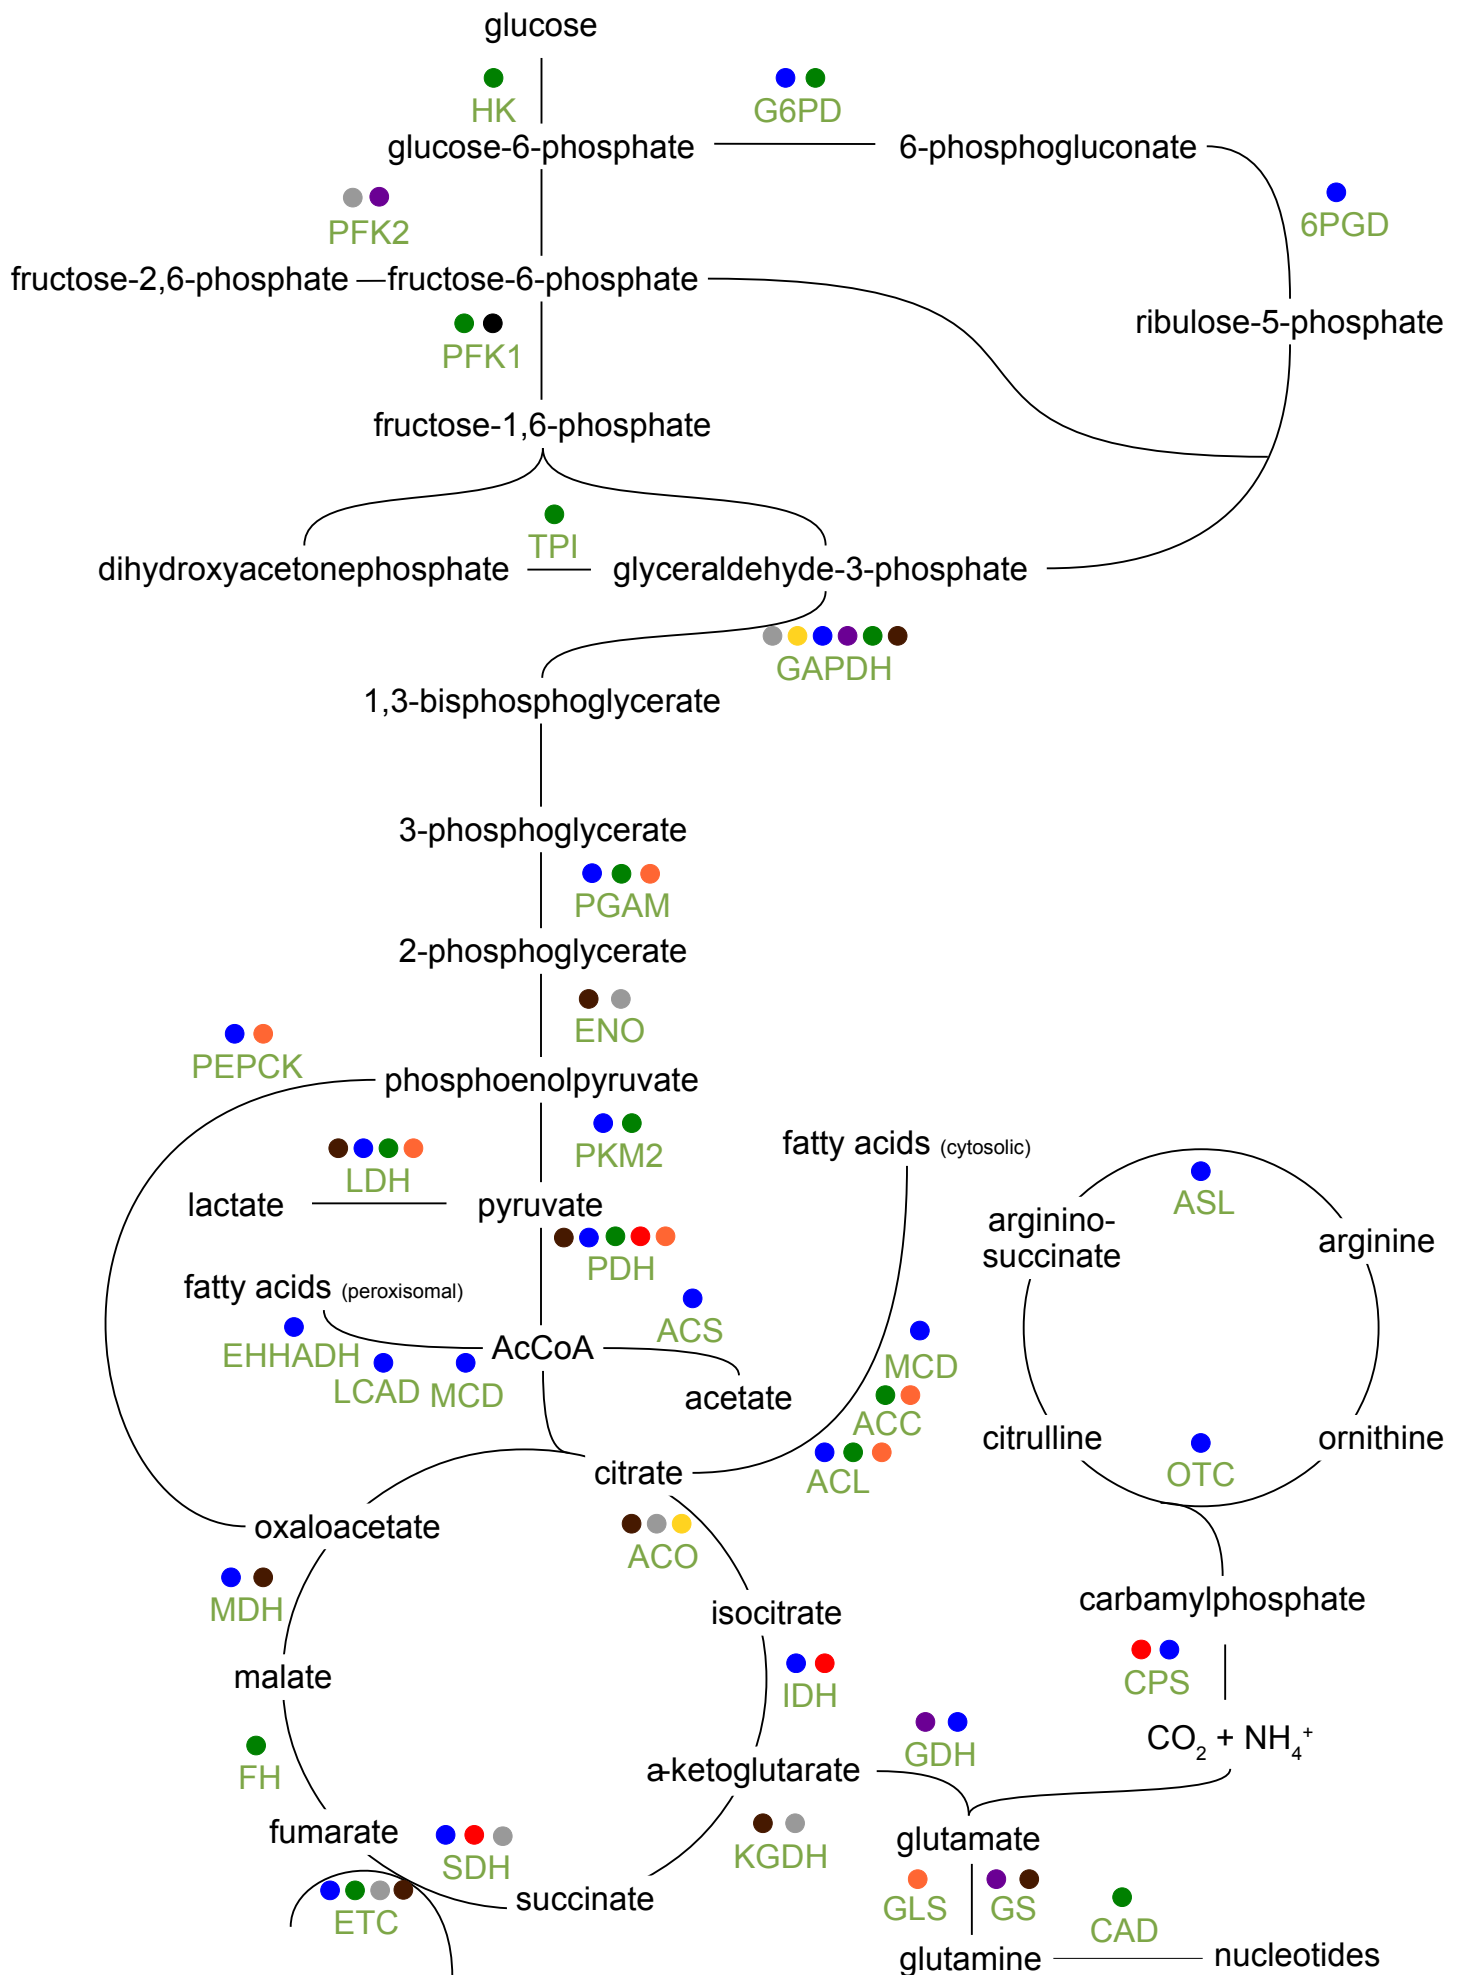 glucose
HK
G6PD
glucose-6-phosphate
6-phosphogluconate
PFK2
6PGD
fructose-2,6-phosphate
fructose-6-phosphate
ribulose-5-phosphate
PFK1
fructose-1,6-phosphate
TPI
dihydroxyacetonephosphate
glyceraldehyde-3-phosphate
GAPDH
1,3-bisphosphoglycerate
3-phosphoglycerate
PGAM
2-phosphoglycerate
ENO
PEPCK
phosphoenolpyruvate
PKM2
fatty acids (cytosolic)
LDH
lactate
pyruvate
ASL
arginino-
succinate
arginine
PDH
fatty acids (peroxisomal)
ACS
EHHADH
AcCoA
MCD
LCAD
MCD
acetate
ACC
citrulline
ornithine
citrate
ACL
OTC
oxaloacetate
ACO
MDH
isocitrate
carbamylphosphate
malate
IDH
CPS
GDH
CO₂ + NH₄⁺
FH
a-ketoglutarate
fumarate
SDH
KGDH
glutamate
succinate
GLS
GS
ETC
CAD
glutamine
nucleotides